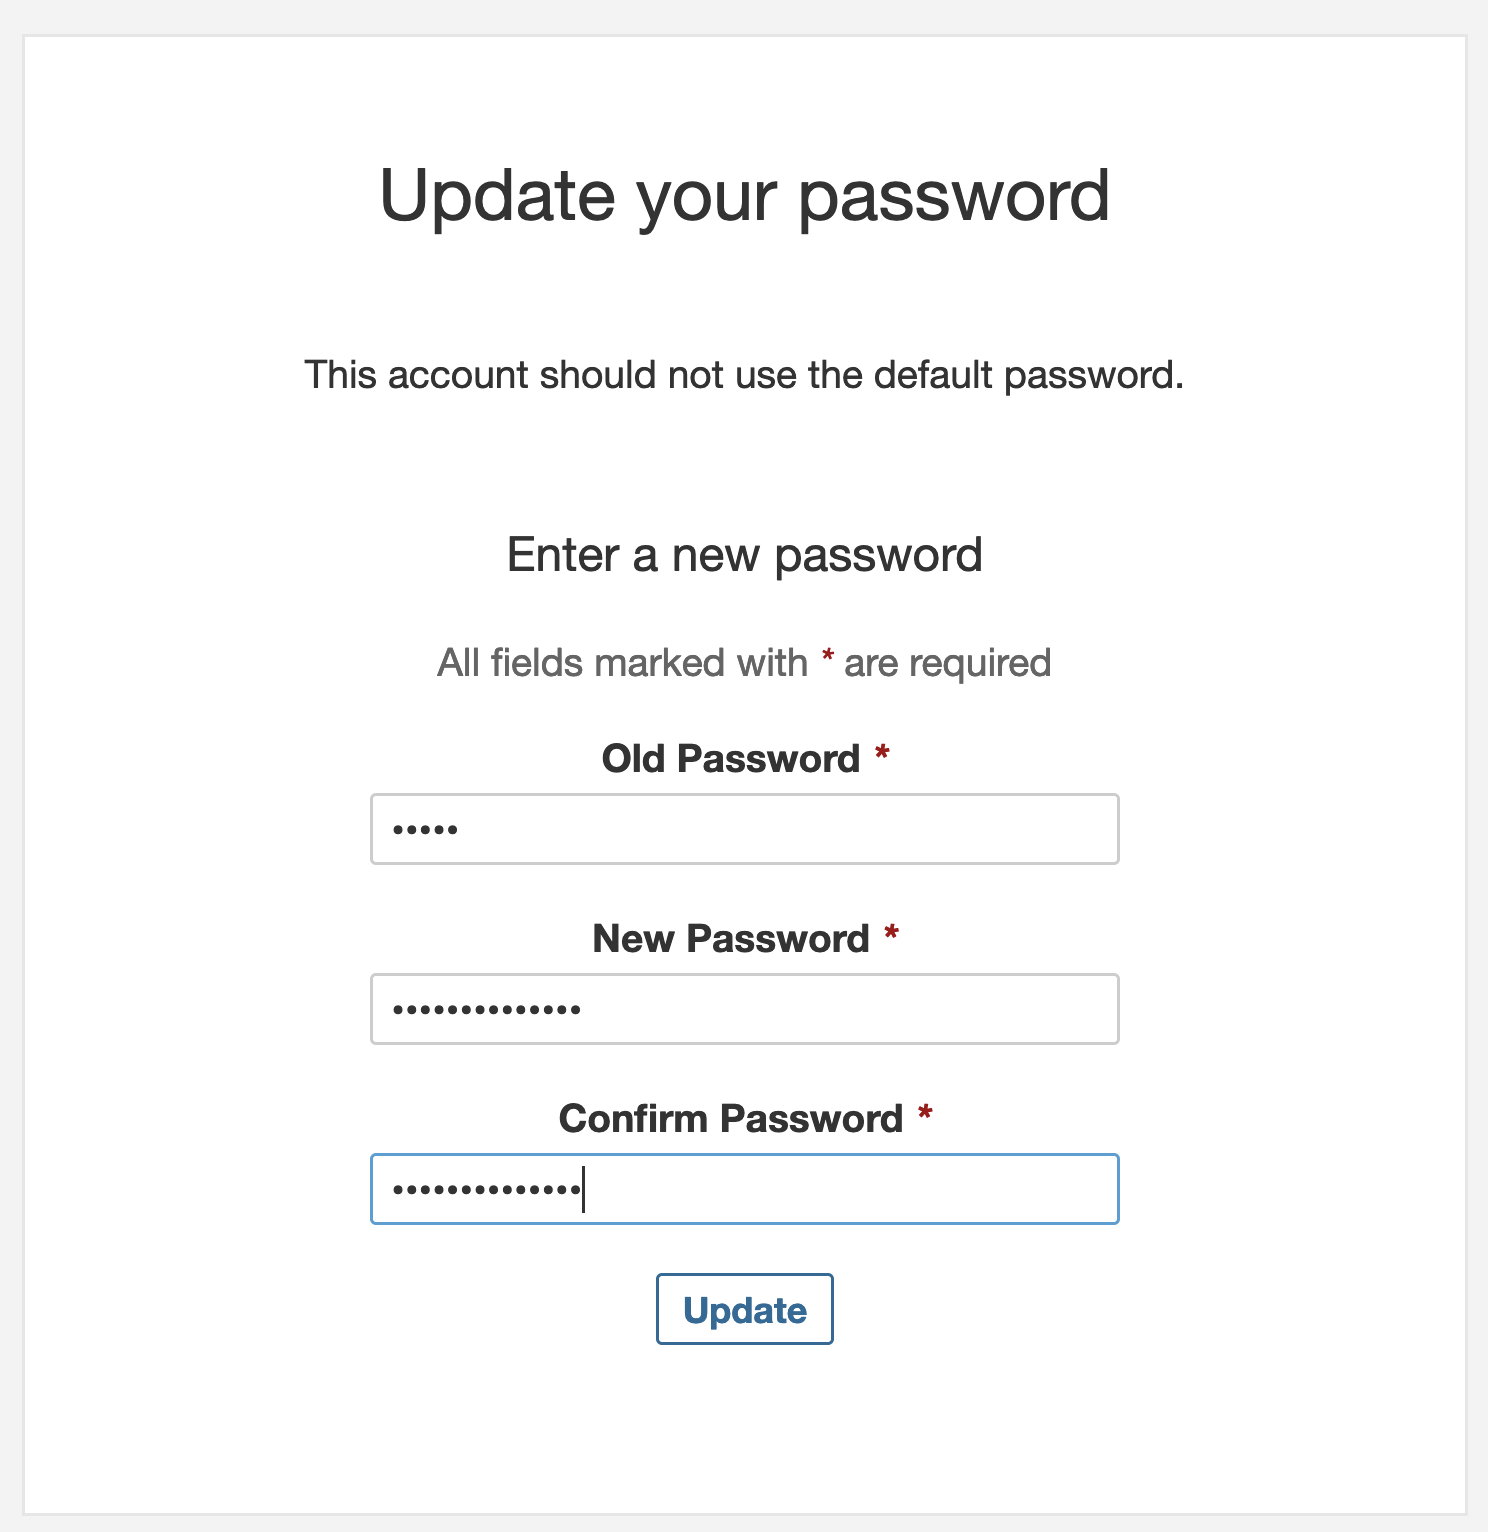 Update your password
This account should not use the default password.
Enter a new password
All fields marked with * are required
Old Password *
•••••
New Password *
••••••••••••••
Confirm Password *
••••••••••••••
Update